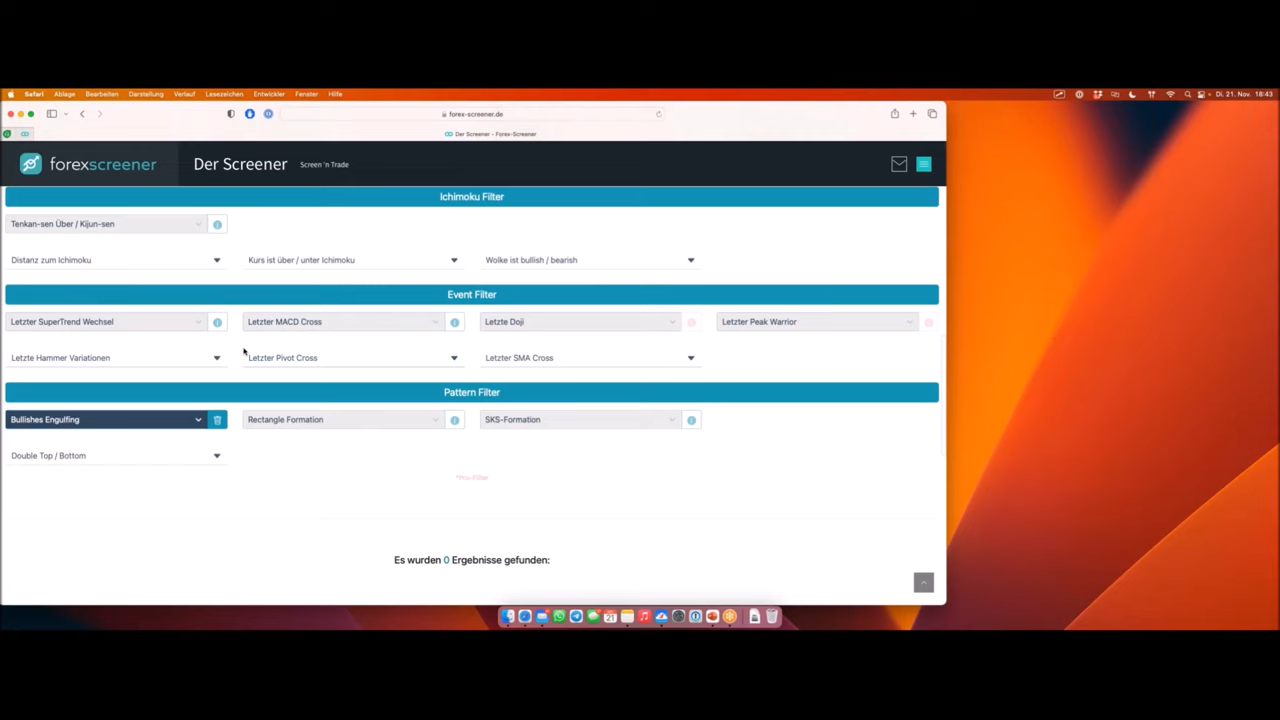 Safari Ablage Bearbeiten Darstellung Verlauf Lesezeichen Entwickler Fenster Hilfe Di. 21. Nov. 18:43
forex-screener.de
Der Screener - Forex-Screener
forexscreener Der Screener Screen 'n Trade
Ichimoku Filter
Tenkan-sen Über / Kijun-sen
Distanz zum Ichimoku Kurs ist über / unter Ichimoku Wolke ist bullish / bearish
Event Filter
Letzter SuperTrend Wechsel Letzter MACD Cross Letzte Doji Letzter Peak Warrior
Letzte Hammer Variationen Letzter Pivot Cross Letzter SMA Cross
Pattern Filter
Bullishes Engulfing Rectangle Formation SKS-Formation
Double Top / Bottom
*Pro-Filter
Es wurden 0 Ergebnisse gefunden:
21